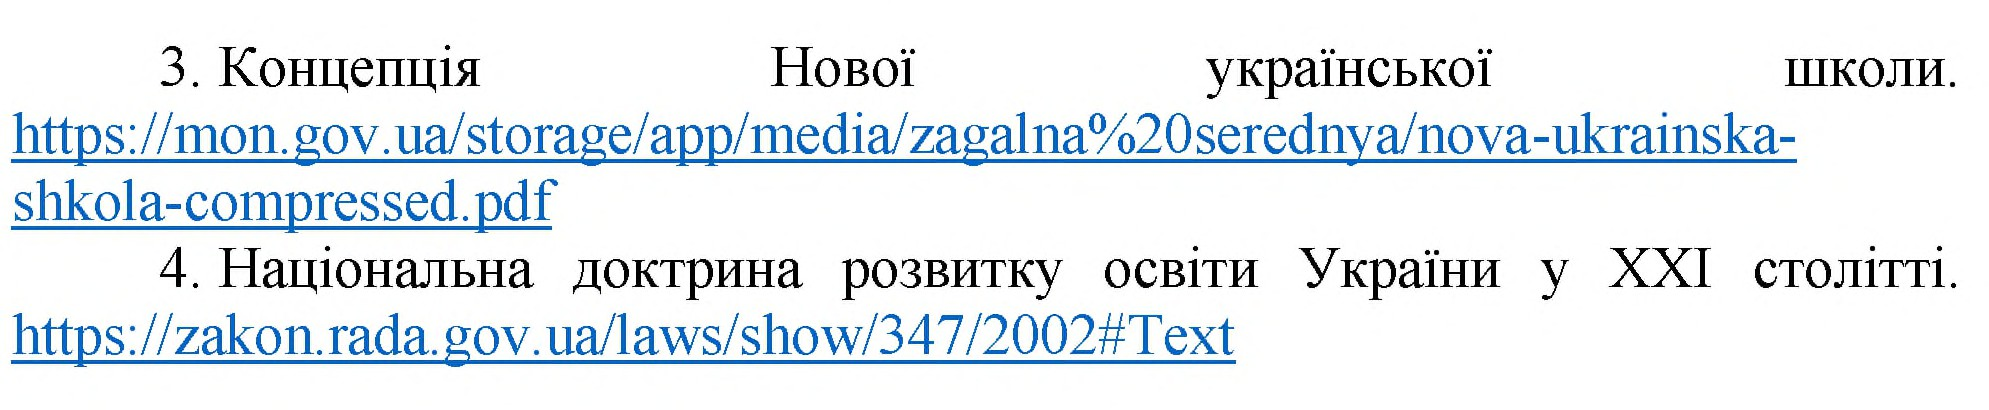 3. Концепція Нової української школи.
https://mon.gov.ua/storage/app/media/zagalna%20serednya/nova-ukrainska-
shkola-compressed.pdf
4. Національна доктрина розвитку освіти України у ХХІ столітті.
https://zakon.rada.gov.ua/laws/show/347/2002#Text